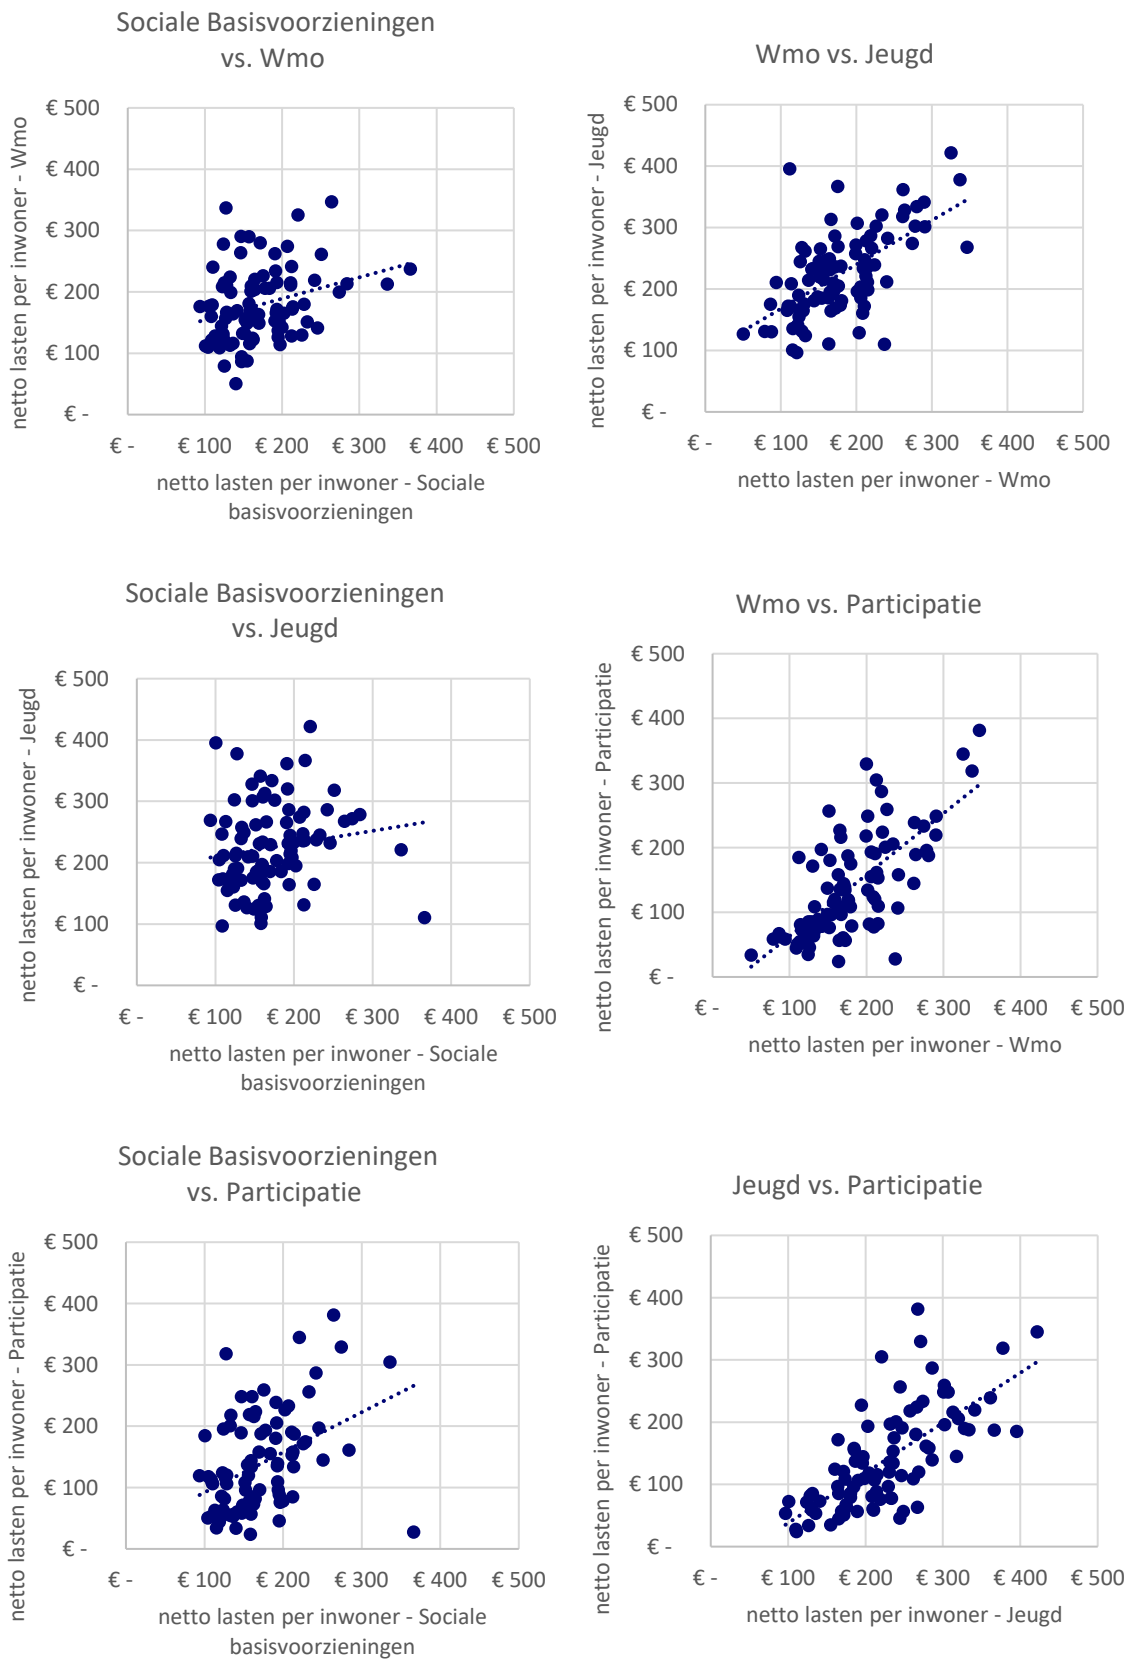 Sociale Basisvoorzieningen
vs. Wmo
netto lasten per inwoner - Wmo
€ 500
€ 400
€ 300
€ 200
€ 100
€ -
€ - € 100 € 200 € 300 € 400 € 500
netto lasten per inwoner - Sociale
basisvoorzieningen
Wmo vs. Jeugd
netto lasten per inwoner - Jeugd
€ 500
€ 400
€ 300
€ 200
€ 100
€ -
€ - € 100 € 200 € 300 € 400 € 500
netto lasten per inwoner - Wmo
Sociale Basisvoorzieningen
vs. Jeugd
netto lasten per inwoner - Jeugd
€ 500
€ 400
€ 300
€ 200
€ 100
€ -
€ - € 100 € 200 € 300 € 400 € 500
netto lasten per inwoner - Sociale
basisvoorzieningen
Wmo vs. Participatie
netto lasten per inwoner - Participatie
€ 500
€ 400
€ 300
€ 200
€ 100
€ -
€ - € 100 € 200 € 300 € 400 € 500
netto lasten per inwoner - Wmo
Sociale Basisvoorzieningen
vs. Participatie
netto lasten per inwoner - Participatie
€ 500
€ 400
€ 300
€ 200
€ 100
€ -
€ - € 100 € 200 € 300 € 400 € 500
netto lasten per inwoner - Sociale
basisvoorzieningen
Jeugd vs. Participatie
netto lasten per inwoner - Participatie
€ 500
€ 400
€ 300
€ 200
€ 100
€ -
€ - € 100 € 200 € 300 € 400 € 500
netto lasten per inwoner - Jeugd